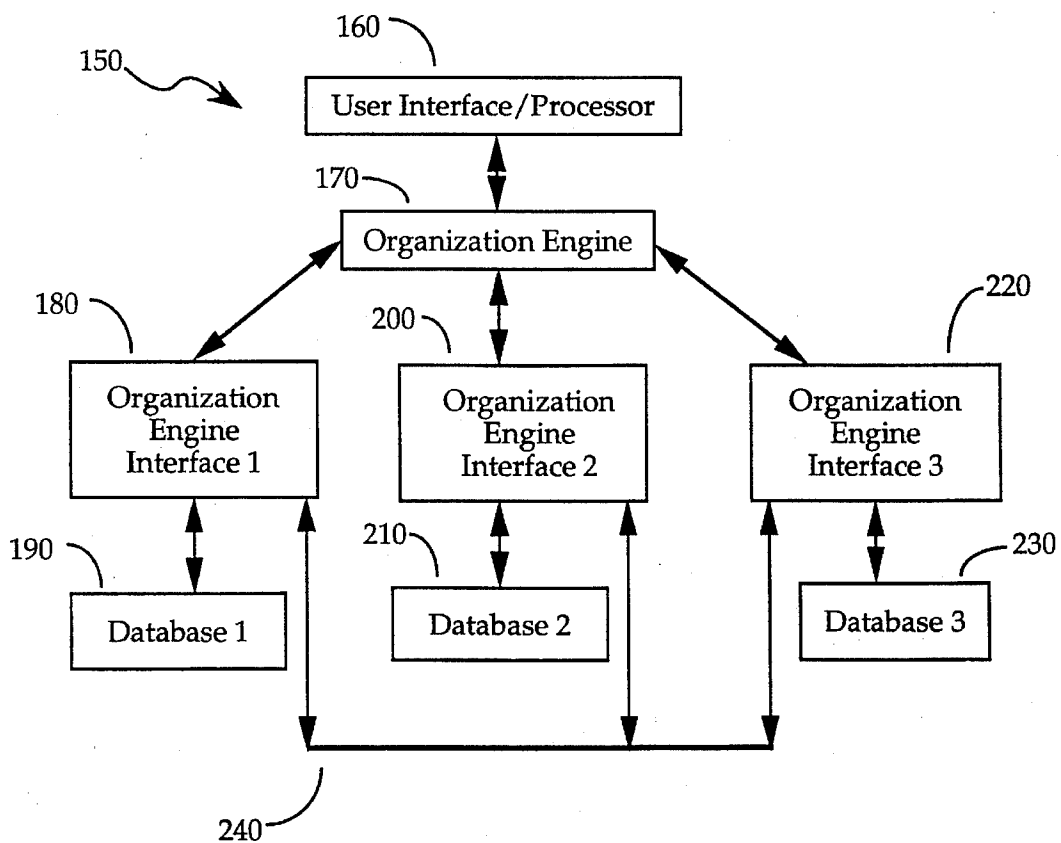 160
150
User Interface/Processor
170
Organization Engine
180
200
220
Organization
Engine
Interface 1
Organization
Engine
Interface 2
Organization
Engine
Interface 3
190
210
230
Database 1
Database 2
Database 3
240